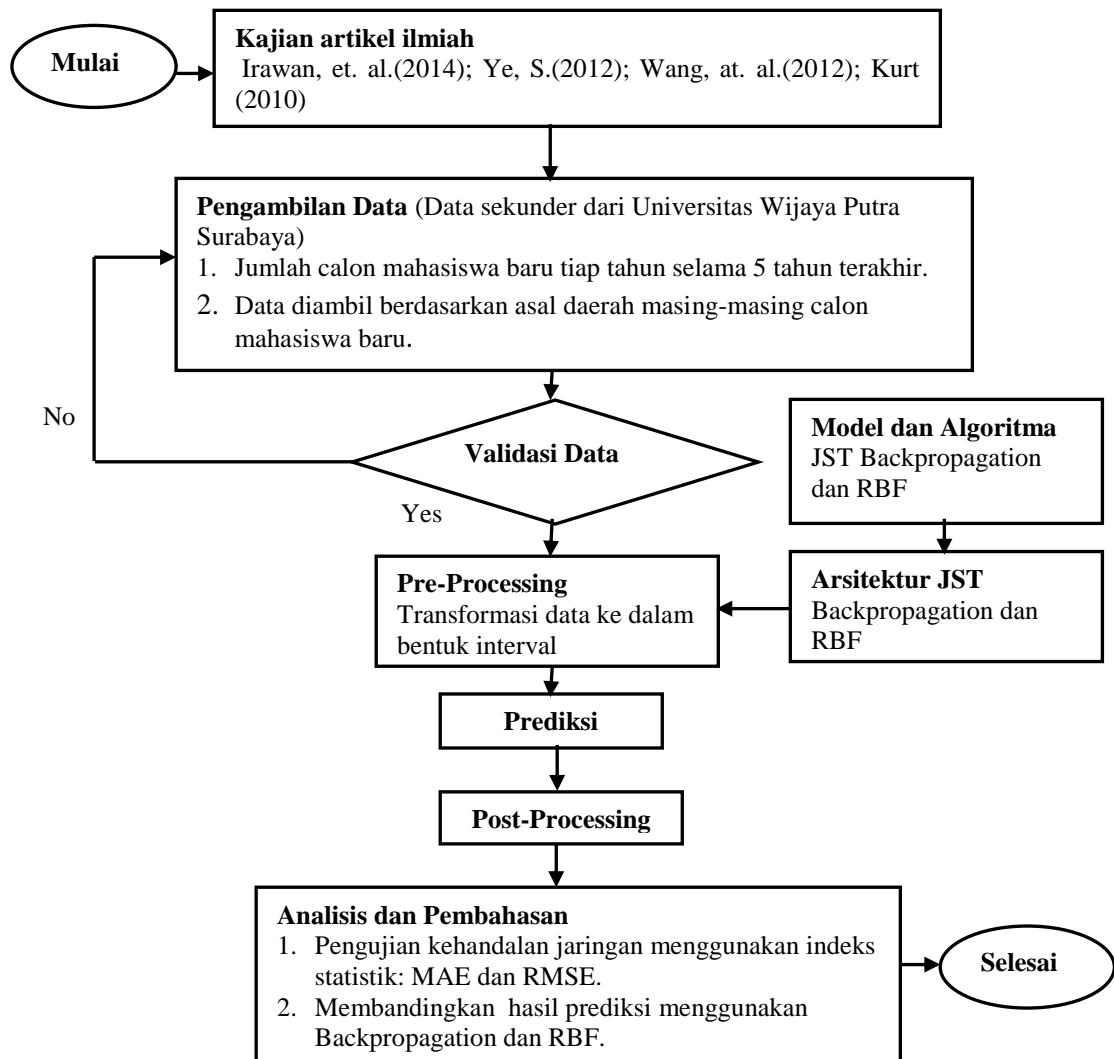 Mulai
Kajian artikel ilmiah
Irawan, et. al.(2014); Ye, S.(2012); Wang, at. al.(2012); Kurt
(2010)
Pengambilan Data (Data sekunder dari Universitas Wijaya Putra
Surabaya)
1. Jumlah calon mahasiswa baru tiap tahun selama 5 tahun terakhir.
2. Data diambil berdasarkan asal daerah masing-masing calon
mahasiswa baru.
No
Validasi Data
Yes
Model dan Algoritma
JST Backpropagation
dan RBF
Arsitektur JST
Backpropagation dan
RBF
Pre-Processing
Transformasi data ke dalam
bentuk interval
Prediksi
Post-Processing
Analisis dan Pembahasan
1. Pengujian kehandalan jaringan menggunakan indeks
statistik: MAE dan RMSE.
2. Membandingkan hasil prediksi menggunakan
Backpropagation dan RBF.
Selesai